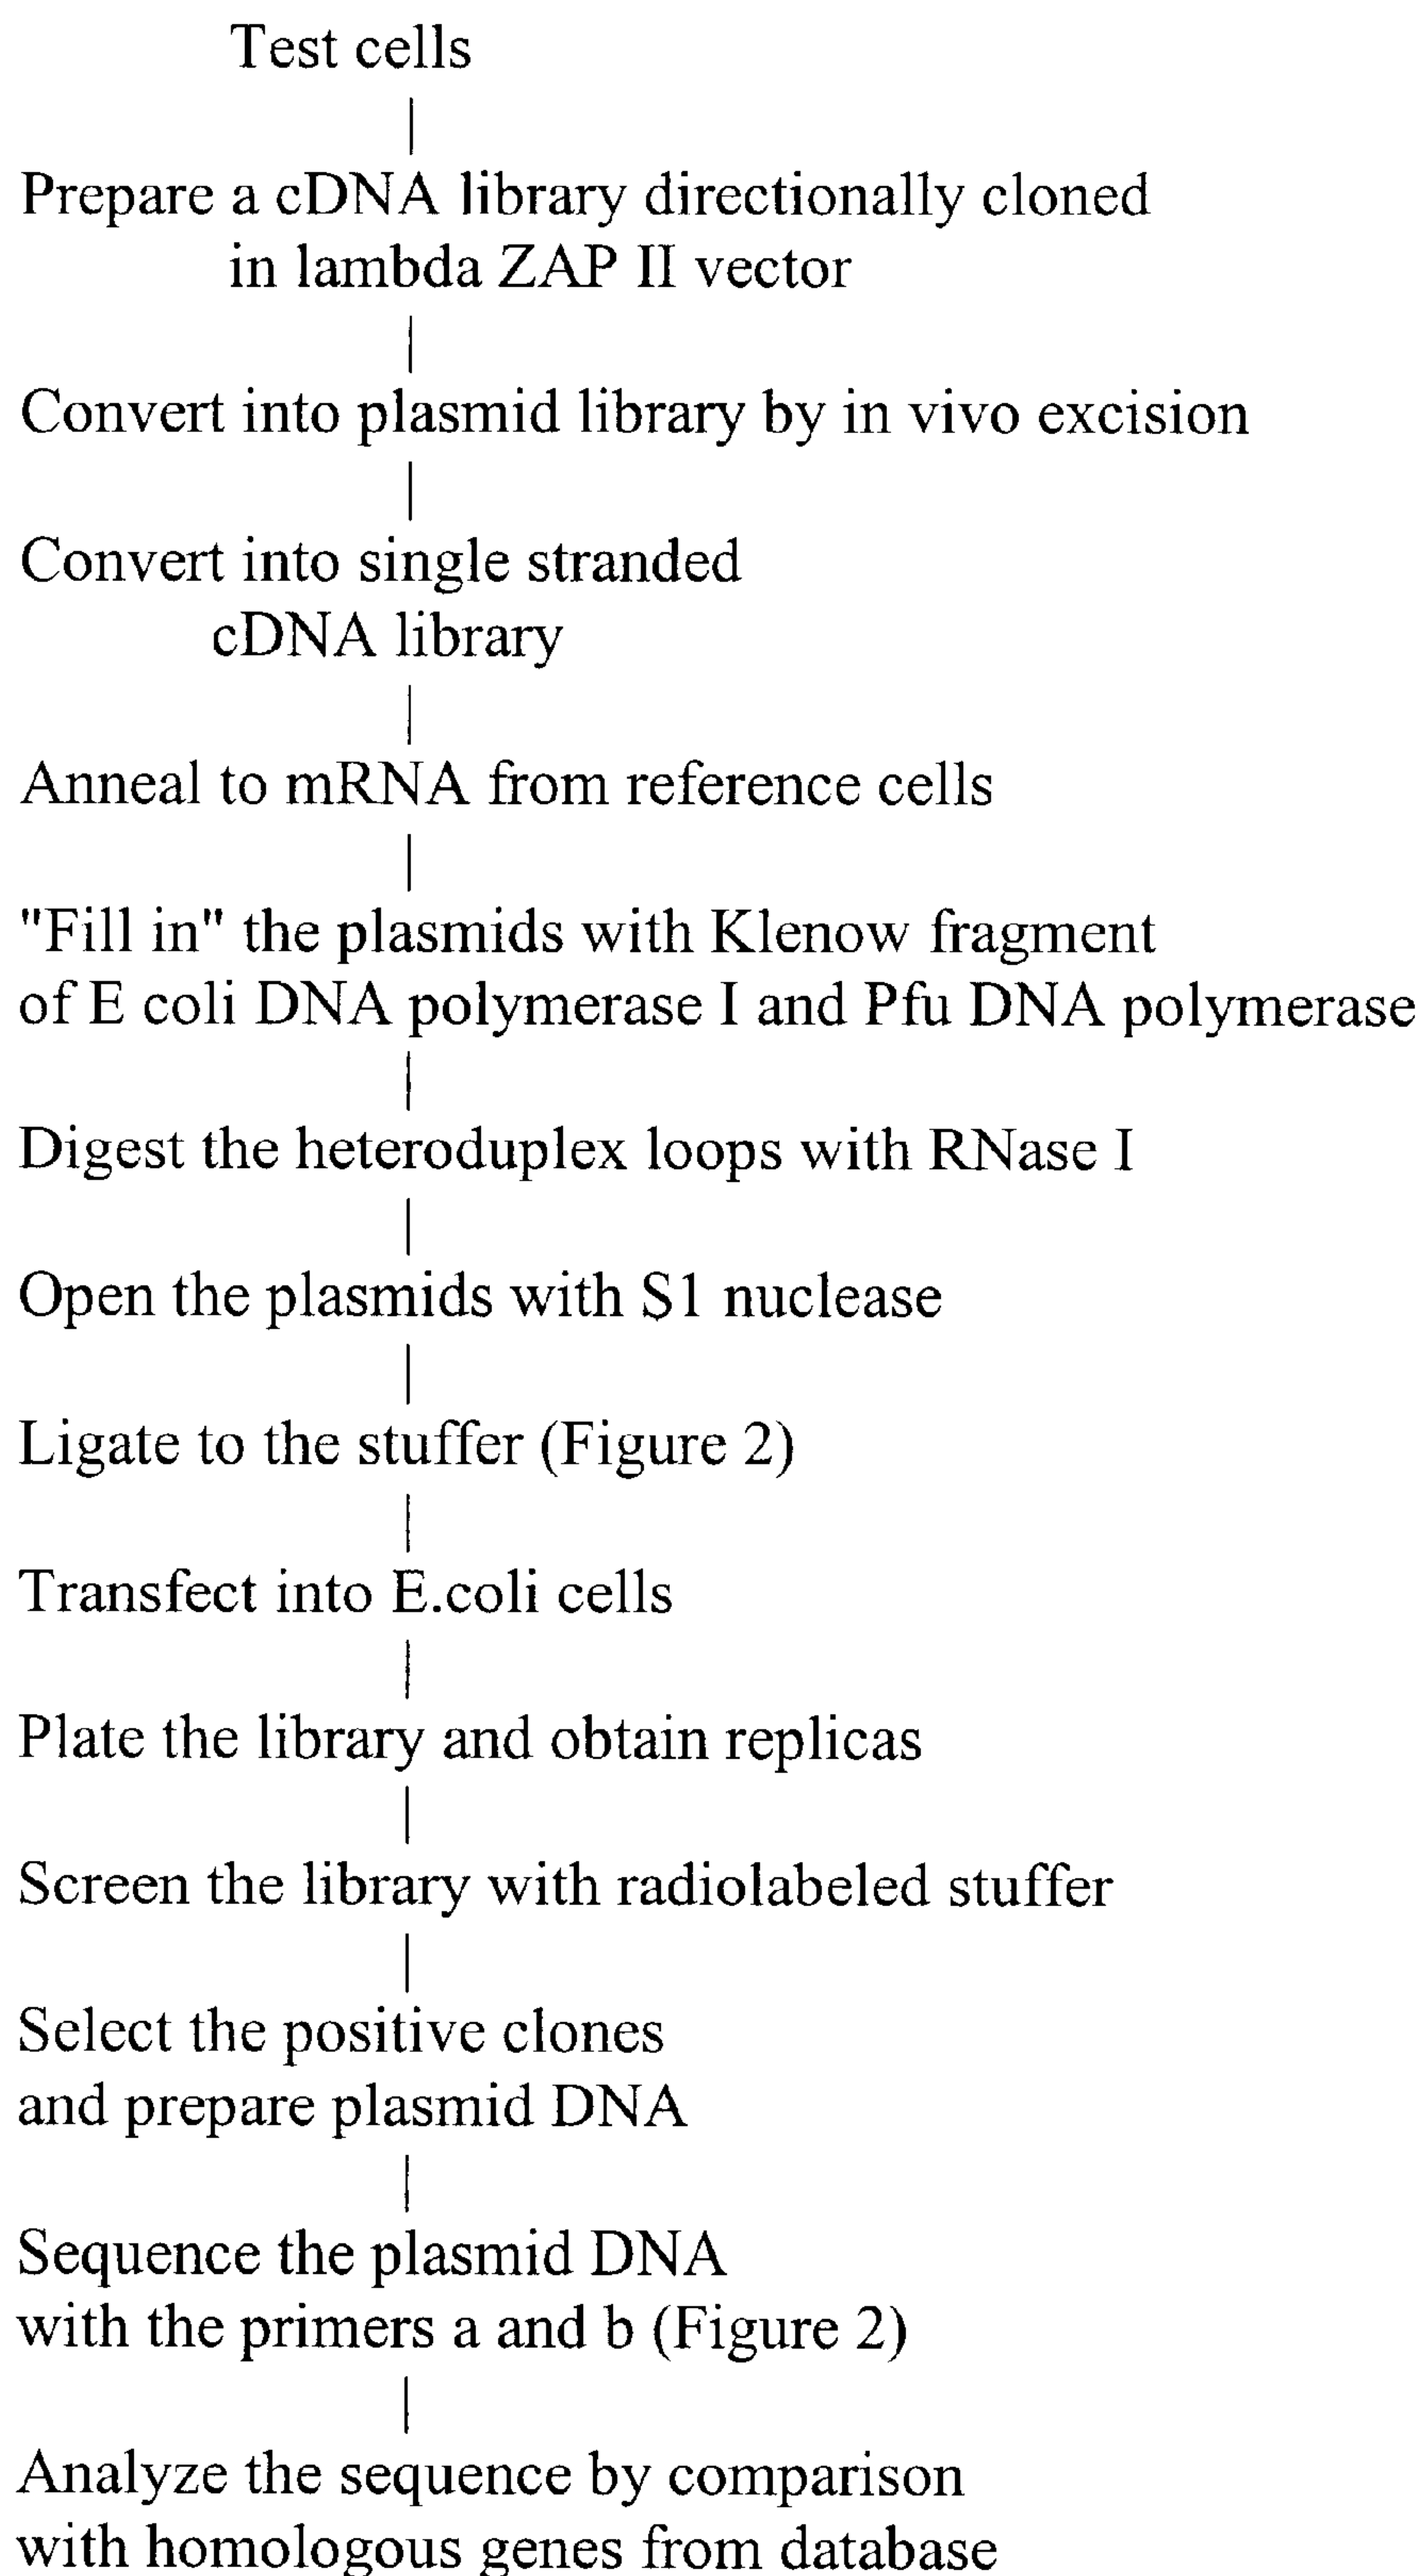 Test cells
Prepare a cDNA library directionally cloned
in lambda ZAP II vector
Convert into plasmid library by in vivo excision
Convert into single stranded
cDNA library
Anneal to mRNA from reference cells
"Fill in" the plasmids with Klenow fragment
of E coli DNA polymerase I and Pfu DNA polymerase
Digest the heteroduplex loops with RNase I
Open the plasmids with S1 nuclease
Ligate to the stuffer (Figure 2)
Transfect into E.coli cells
Plate the library and obtain replicas
Screen the library with radiolabeled stuffer
Select the positive clones
and prepare plasmid DNA
Sequence the plasmid DNA
with the primers a and b (Figure 2)
Analyze the sequence by comparison
with homologous genes from database